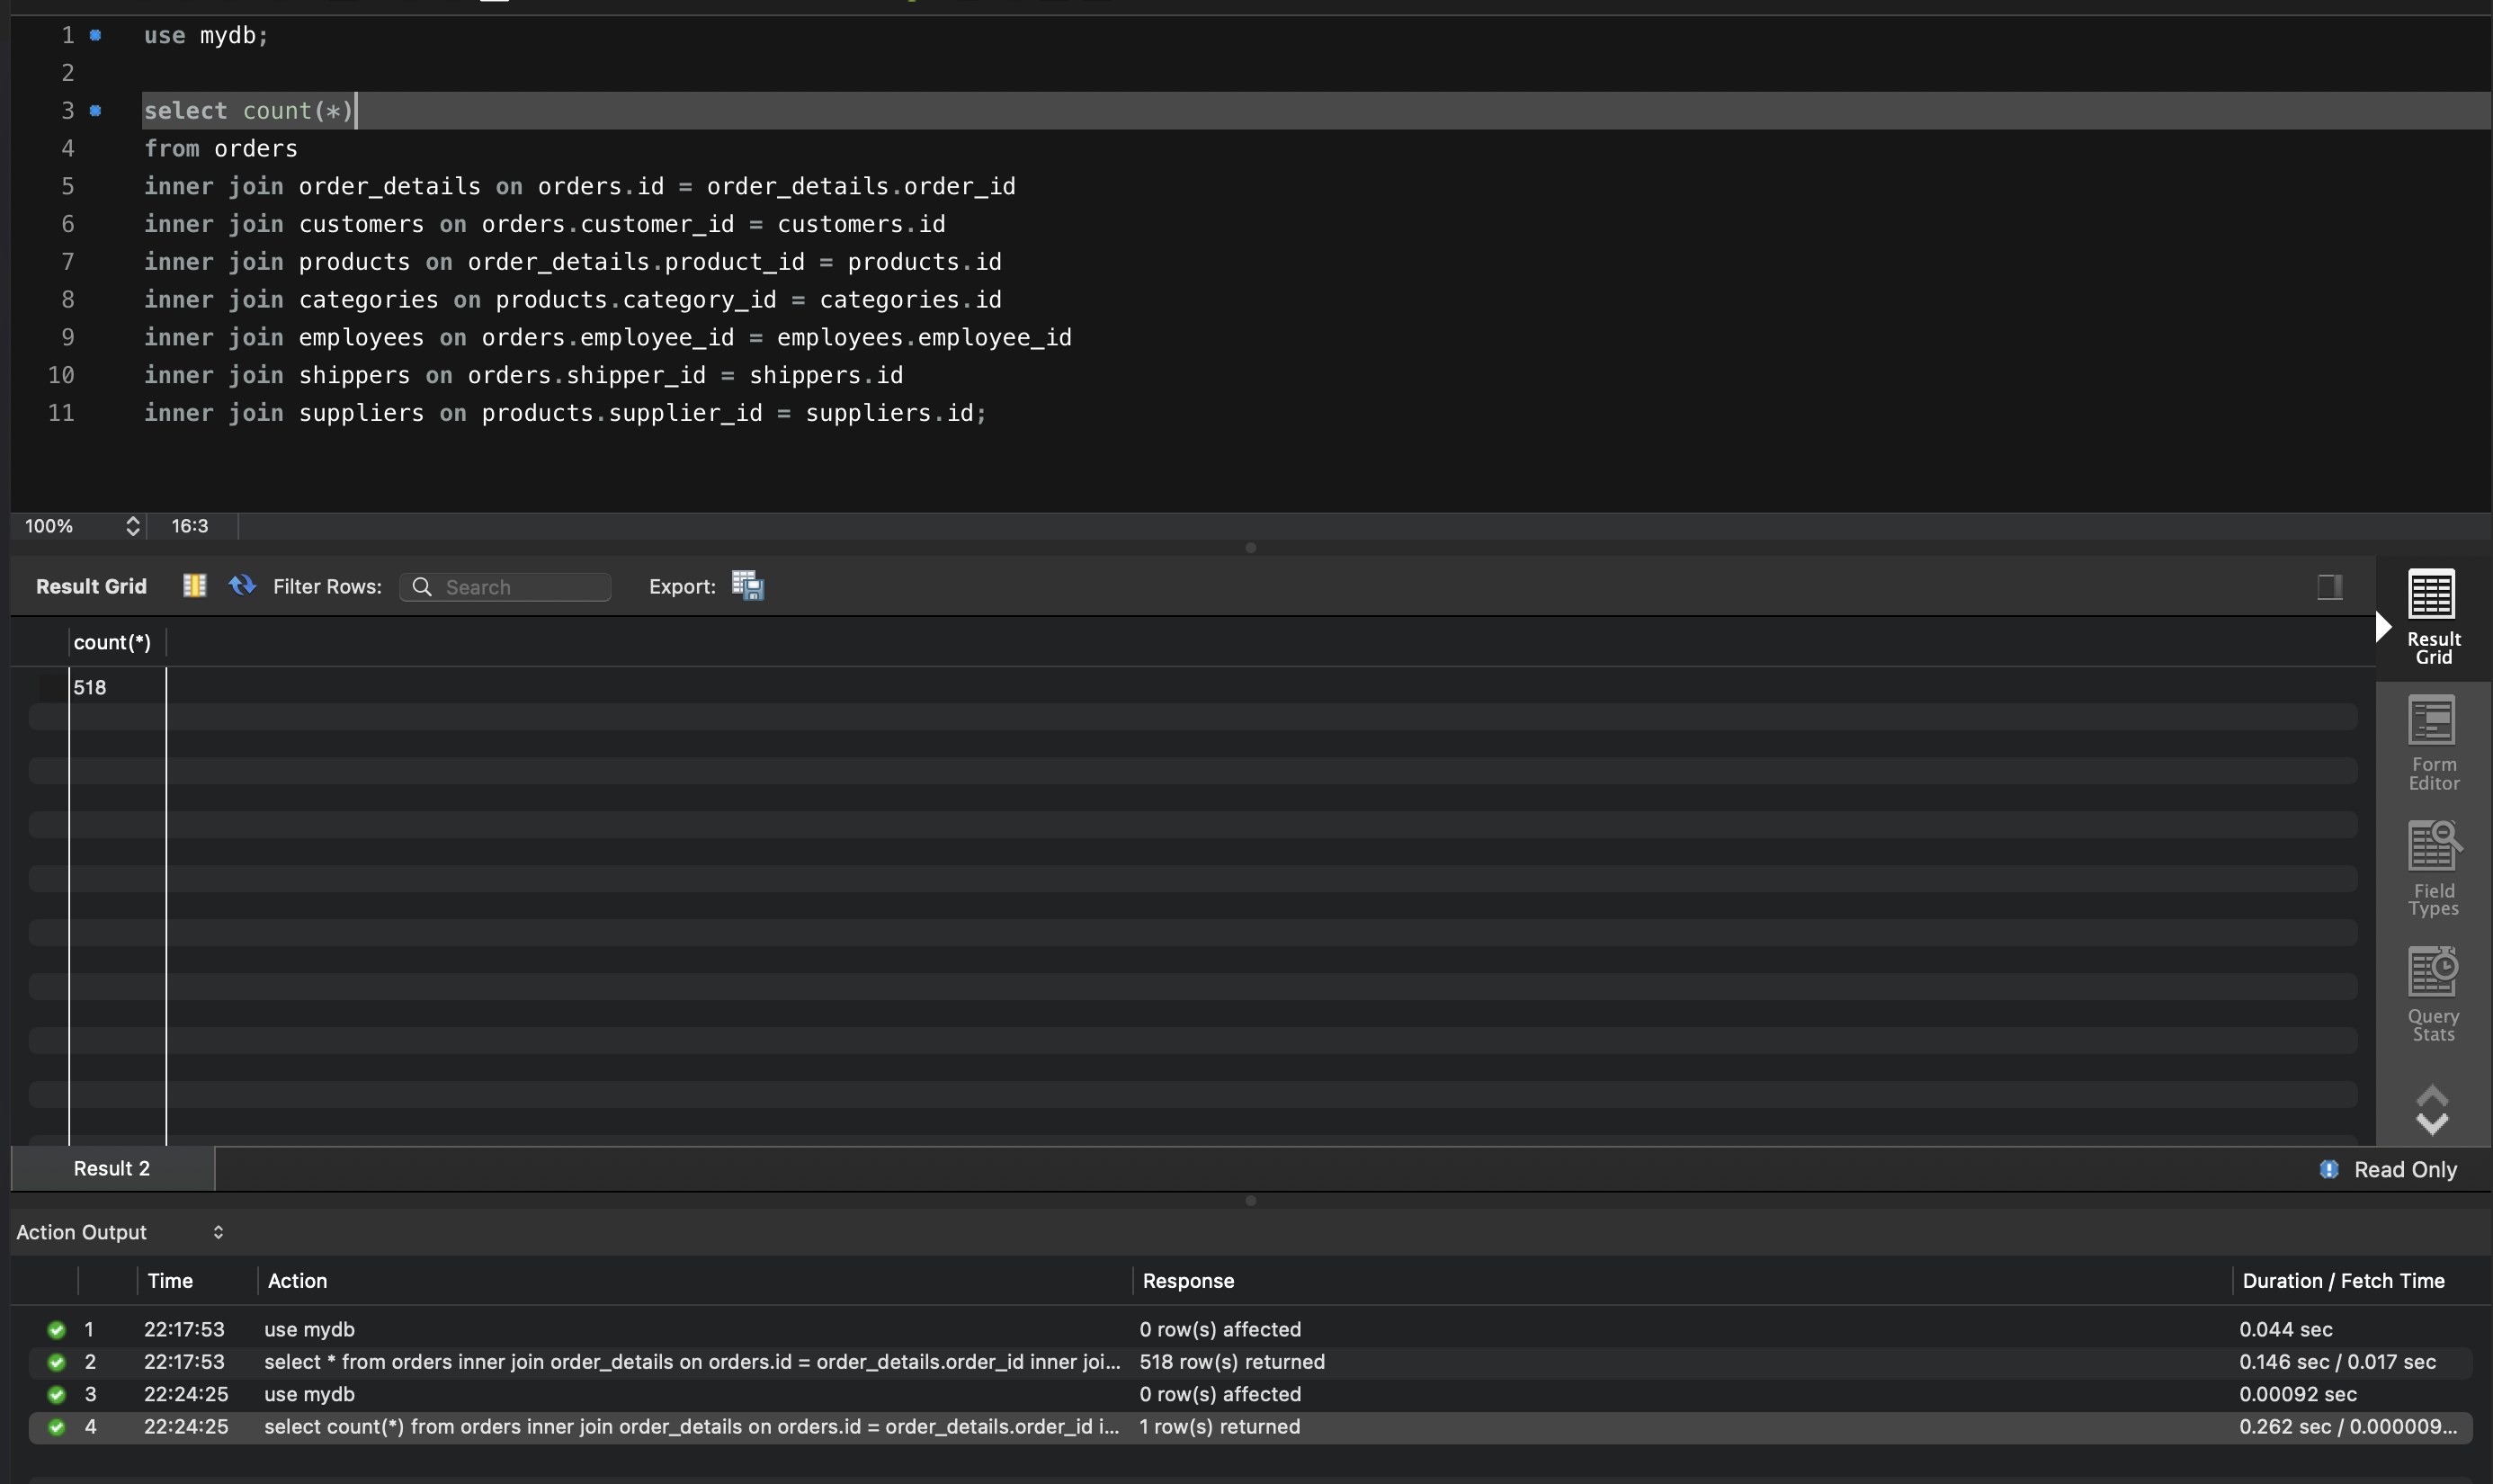 1 use mydb;
2
3 select count(*)
4 from orders
5 inner join order_details on orders.id = order_details.order_id
6 inner join customers on orders.customer_id = customers.id
7 inner join products on order_details.product_id = products.id
8 inner join categories on products.category_id = categories.id
9 inner join employees on orders.employee_id = employees.employee_id
10 inner join shippers on orders.shipper_id = shippers.id
11 inner join suppliers on products.supplier_id = suppliers.id;
100% 16:3
Result Grid Filter Rows: Search Export:
count(*)
518
Result Grid
Form Editor
Field Types
Query Stats
Result 2 Read Only
Action Output
Time Action Response Duration / Fetch Time
1 22:17:53 use mydb 0 row(s) affected 0.044 sec
2 22:17:53 select * from orders inner join order_details on orders.id = order_details.order_id inner joi... 518 row(s) returned 0.146 sec / 0.017 sec
3 22:24:25 use mydb 0 row(s) affected 0.00092 sec
4 22:24:25 select count(*) from orders inner join order_details on orders.id = order_details.order_id i... 1 row(s) returned 0.262 sec / 0.000009...